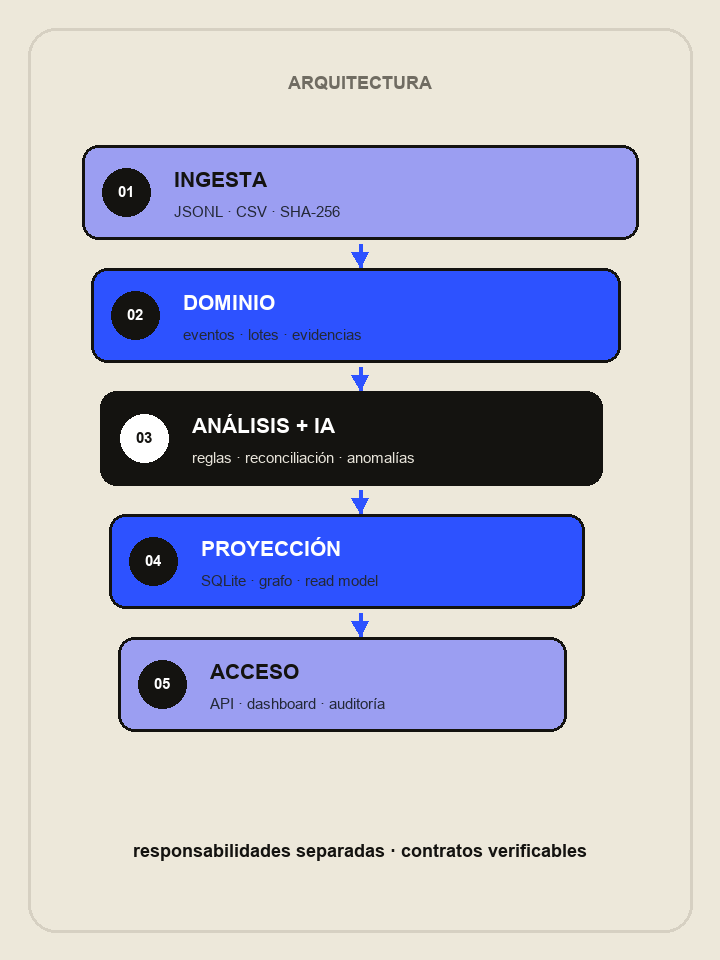 ARQUITECTURA
01
INGESTA
JSONL · CSV · SHA-256
02
DOMINIO
eventos · lotes · evidencias
03
ANÁLISIS + IA
reglas · reconciliación · anomalías
04
PROYECCIÓN
SQLite · grafo · read model
05
ACCESO
API · dashboard · auditoría
responsabilidades separadas · contratos verificables